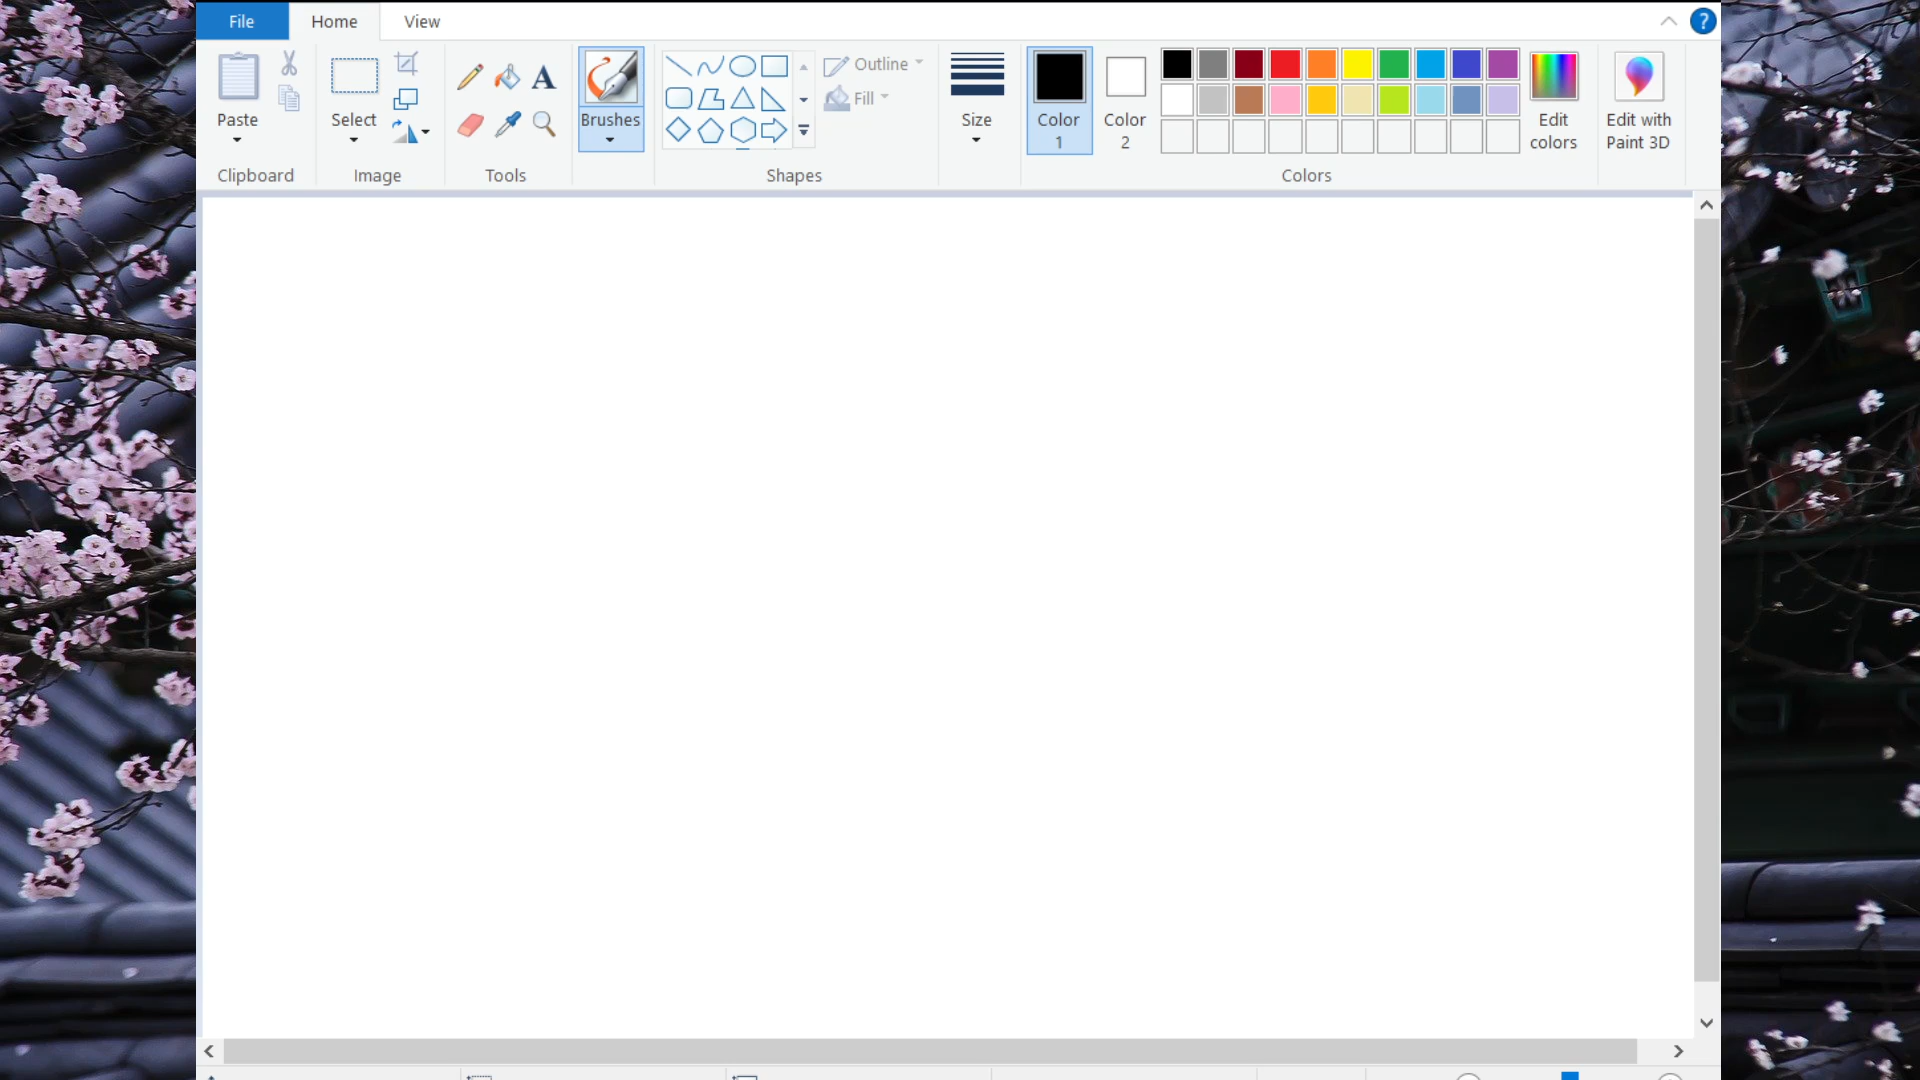 File Home View ?
Outline
Fill
Paste Select Brushes Size Color 1 Color 2 Edit colors Edit with Paint 3D
Clipboard Image Tools Shapes Colors